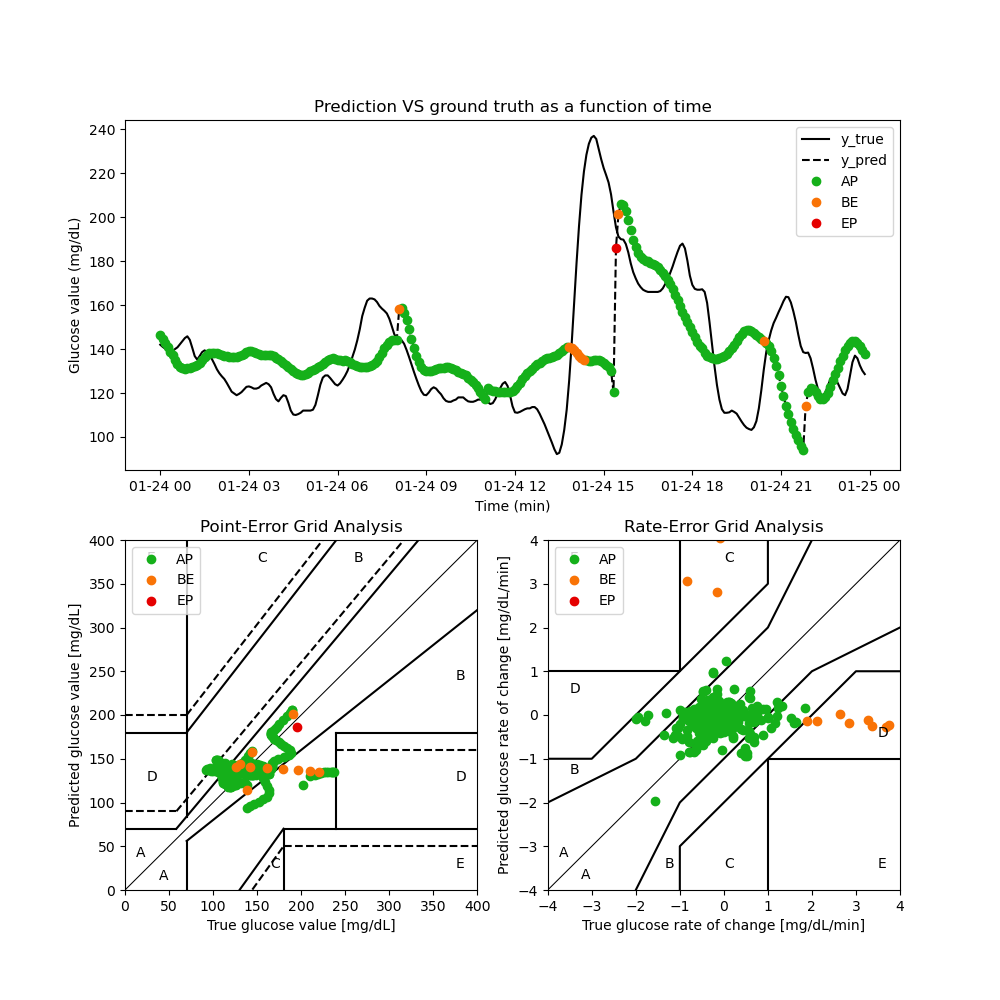 Prediction VS ground truth as a function of time
240
220
200
180
160
140
120
100
Glucose value (mg/dL)
y_true
y_pred
AP
BE
EP
01-24 00 01-24 03 01-24 06 01-24 09 01-24 12 01-24 15 01-24 18 01-24 21 01-25 00
Time (min)
Point-Error Grid Analysis
400
350
300
250
200
150
100
50
0
Predicted glucose value [mg/dL]
AP
BE
EP
C
B
B
D
D
A
A
C
E
0 50 100 150 200 250 300 350 400
True glucose value [mg/dL]
Rate-Error Grid Analysis
4
3
2
1
0
−1
−2
−3
−4
Predicted glucose rate of change [mg/dL/min]
AP
BE
EP
C
D
D
B
A
A
B
C
E
−4 −3 −2 −1 0 1 2 3 4
True glucose rate of change [mg/dL/min]